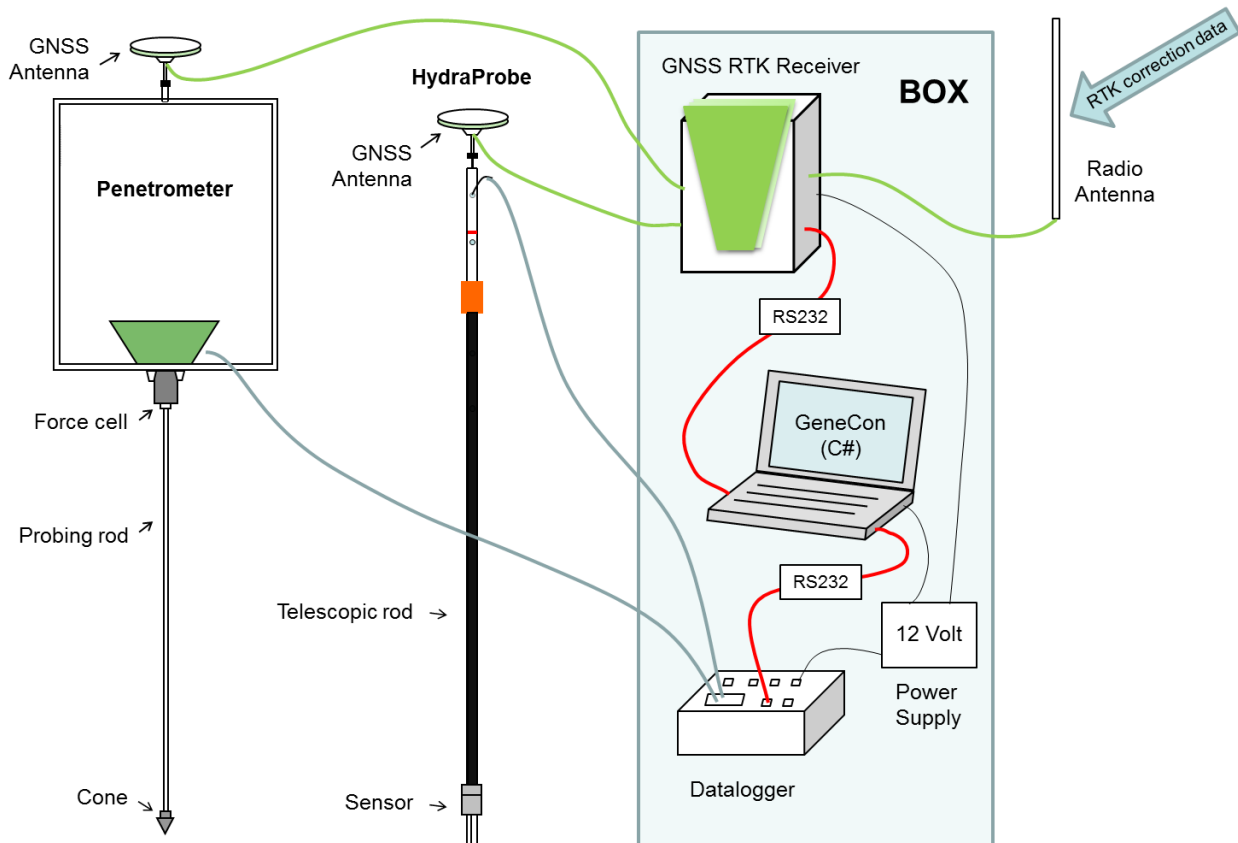 GNSS
Antenna
HydraProbe
GNSS
Antenna
Penetrometer
Force cell
Probing rod
Cone
Telescopic rod
Sensor
GNSS RTK Receiver
BOX
RTK correction data
Radio
Antenna
RS232
GeneCon
(C#)
RS232
12 Volt
Power
Supply
Datalogger